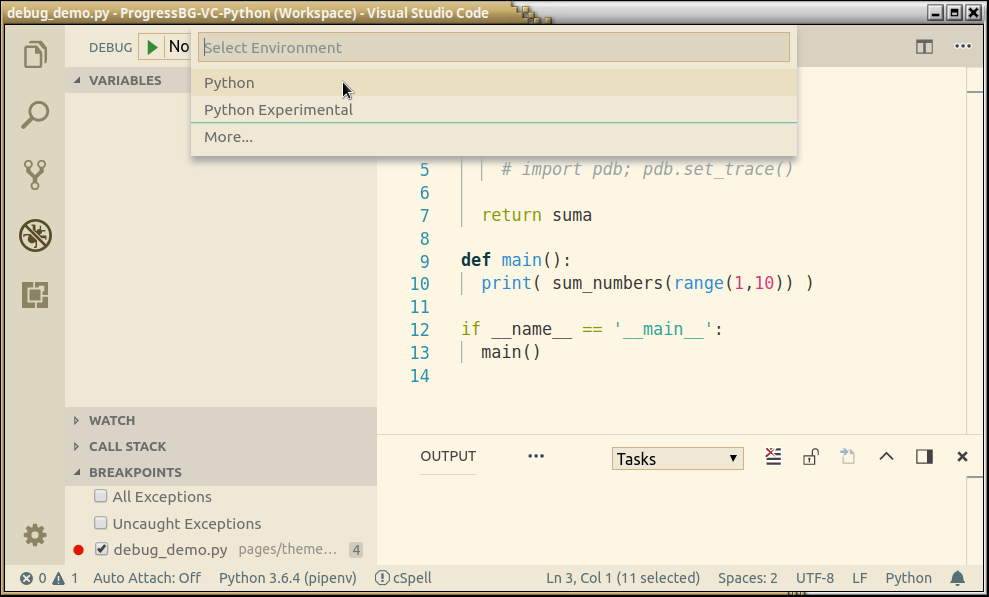 debug_demo.py - ProgressBG-VC-Python (Workspace) - Visual Studio Code
DEBUG No
Select Environment
Python
Python Experimental
More...
VARIABLES
WATCH
CALL STACK
BREAKPOINTS
All Exceptions
Uncaught Exceptions
debug_demo.py pages/theme... 4
5 # import pdb; pdb.set_trace()
6
7 return suma
8
9 def main():
10 print( sum_numbers(range(1,10)) )
11
12 if __name__ == '__main__':
13 main()
14
OUTPUT ... Tasks
0 1 Auto Attach: Off Python 3.6.4 (pipenv) cSpell Ln 3, Col 1 (11 selected) Spaces: 2 UTF-8 LF Python